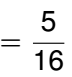 = 5/16